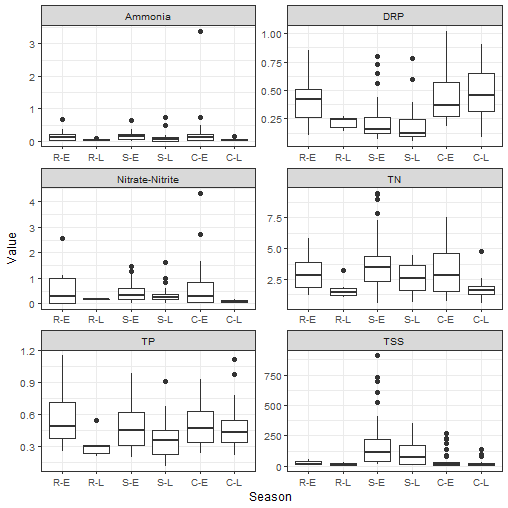 Ammonia
DRP
3
2
1
0
1.00
0.75
0.50
0.25
R-E R-L S-E S-L C-E C-L
R-E R-L S-E S-L C-E C-L
Nitrate-Nitrite
TN
4
3
2
1
0
7.5
5.0
2.5
R-E R-L S-E S-L C-E C-L
R-E R-L S-E S-L C-E C-L
TP
TSS
1.2
0.9
0.6
0.3
750
500
250
0
R-E R-L S-E S-L C-E C-L
R-E R-L S-E S-L C-E C-L
Value
Season